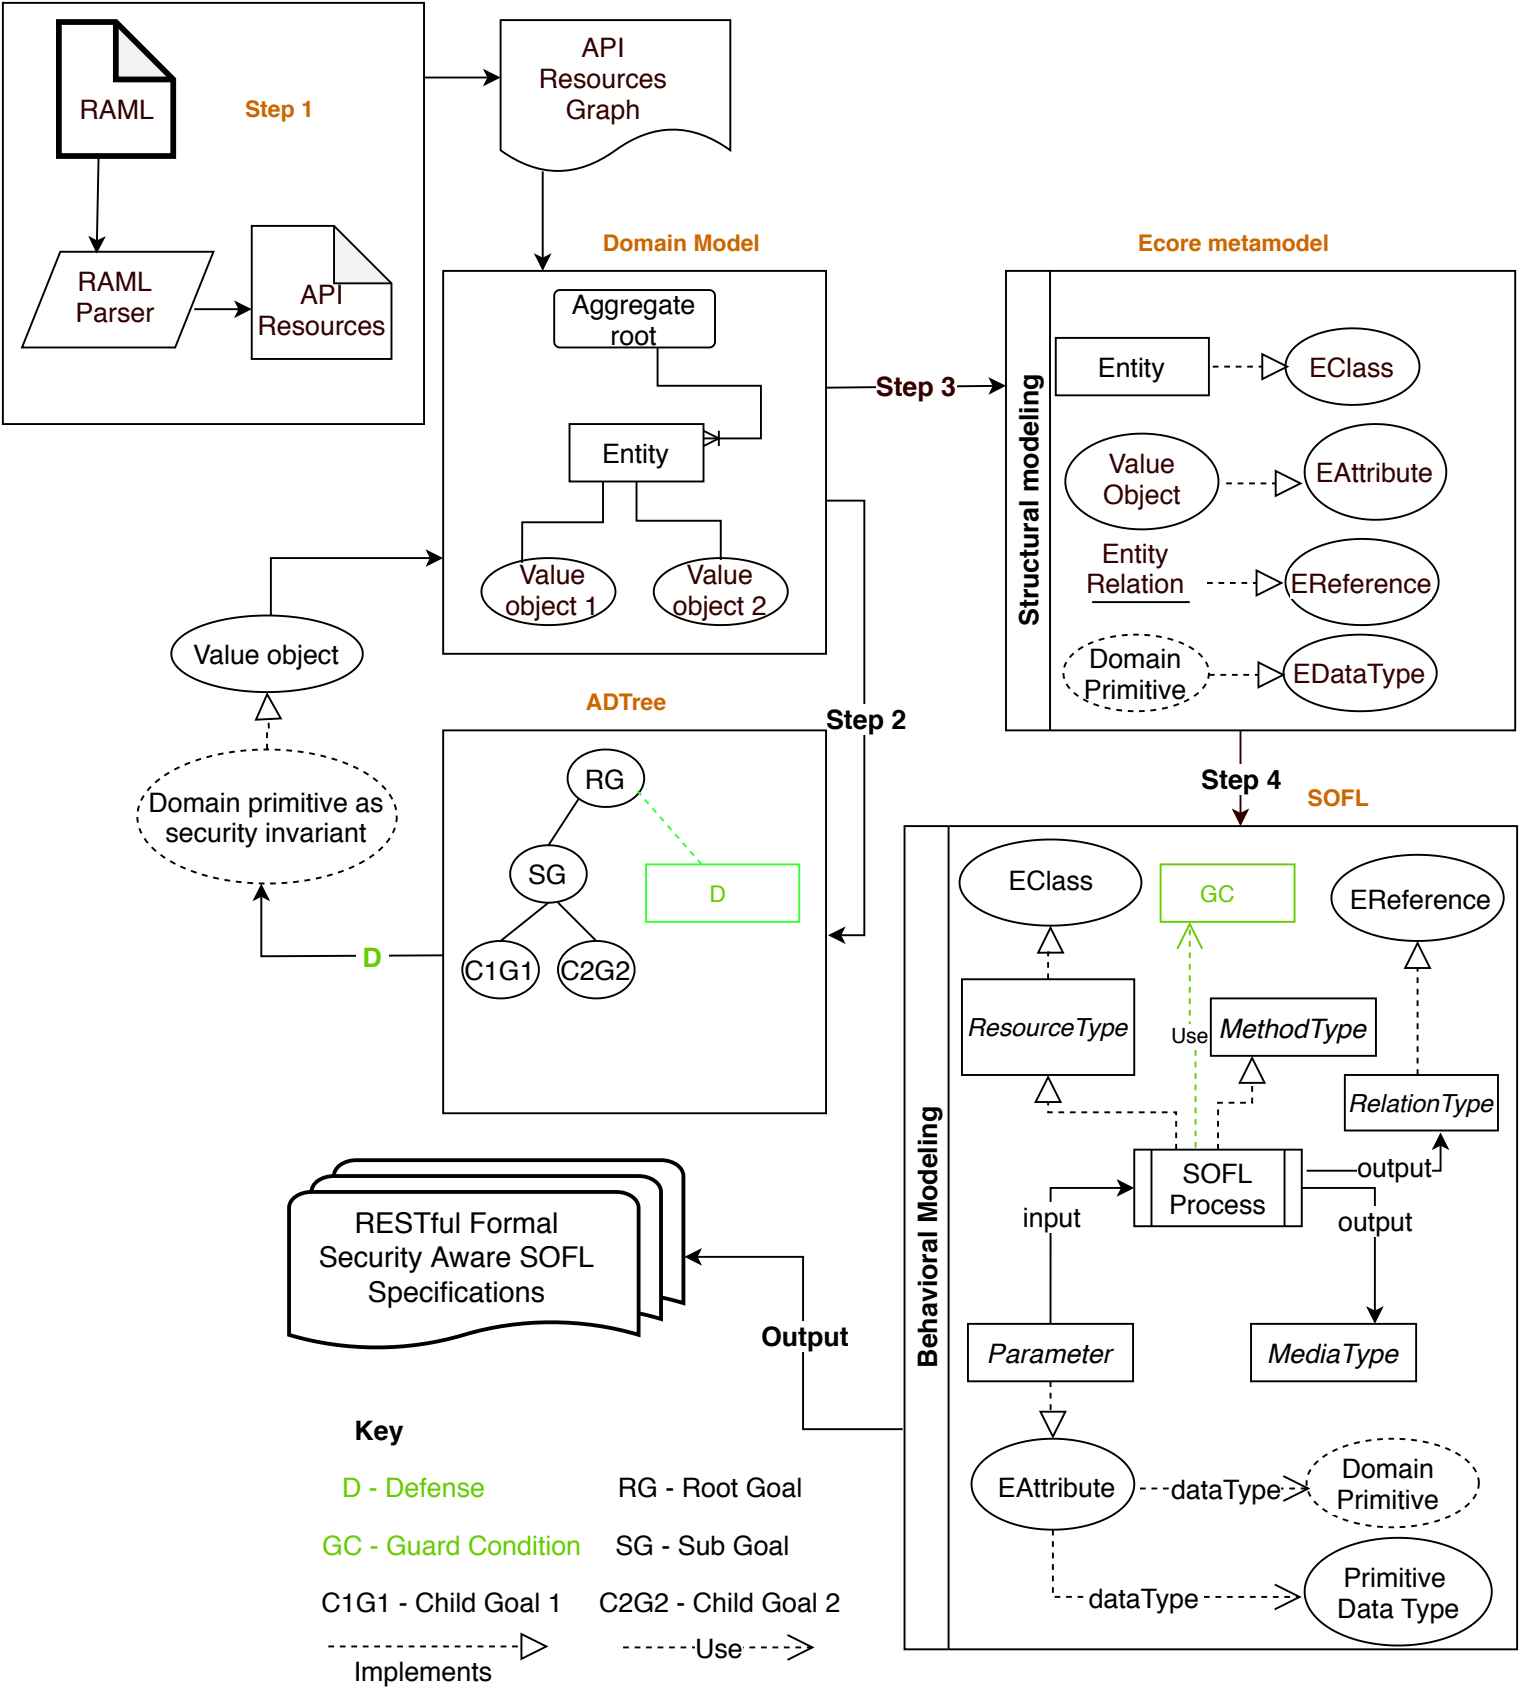 RAML
Step 1
RAML
Parser
API
Resources
API
Resources
Graph
Domain Model
Aggregate
root
Entity
Value
object 1
Value
object 2
Step 3
Ecore metamodel
Structural modeling
Entity
EClass
Value
Object
EAttribute
Entity
Relation
EReference
Domain
Primitive
EDataType
Value object
Domain primitive as
security invariant
D
ADTree
RG
SG
D
C1G1
C2G2
Step 2
Step 4
SOFL
Behavioral Modeling
EClass
GC
EReference
ResourceType
Use
MethodType
RelationType
SOFL
Process
output
output
input
Parameter
MediaType
EAttribute
dataType
Domain
Primitive
dataType
Primitive
Data Type
RESTful Formal
Security Aware SOFL
Specifications
Output
Key
D - Defense
RG - Root Goal
GC - Guard Condition
SG - Sub Goal
C1G1 - Child Goal 1
C2G2 - Child Goal 2
Implements
Use